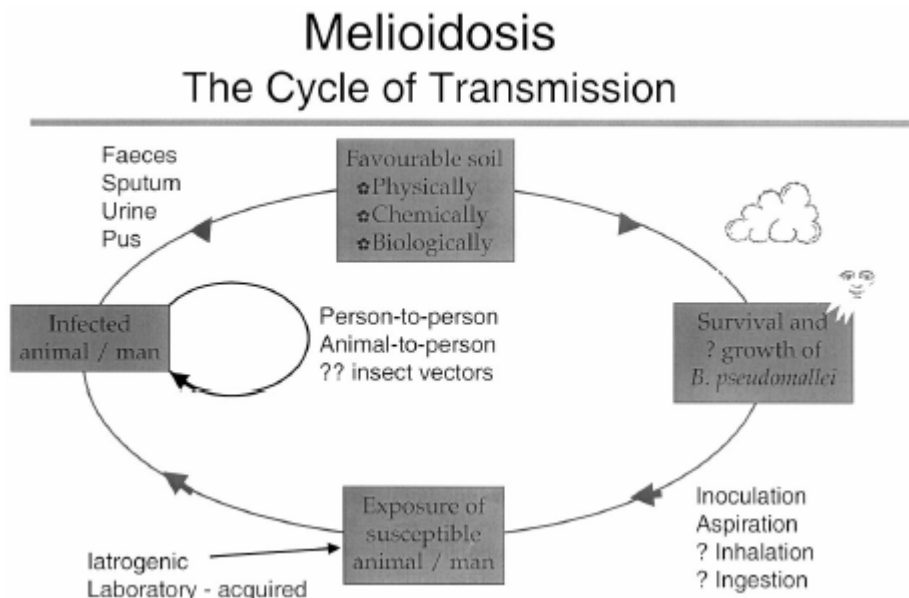 Melioidosis
The Cycle of Transmission
Faeces
Sputum
Urine
Pus
Favourable soil
✿Physically
✿Chemically
✿Biologically
Infected
animal / man
Person-to-person
Animal-to-person
?? insect vectors
Survival and
? growth of
B. pseudomallei
Exposure of
susceptible
animal / man
Inoculation
Aspiration
? Inhalation
? Ingestion
Iatrogenic
Laboratory - acquired